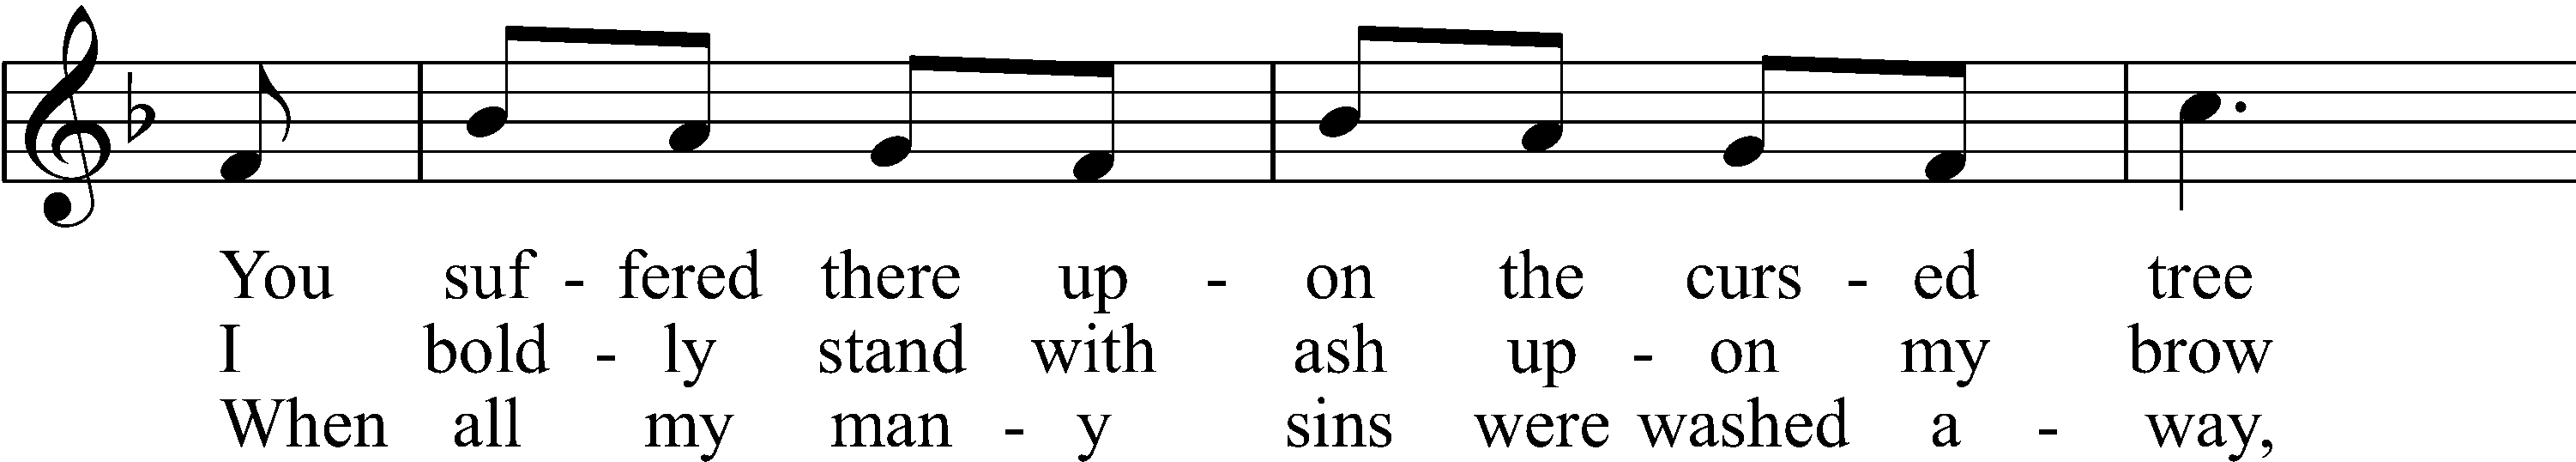 You suf - fered there up - on the curs - ed tree
I bold - ly stand with ash up - on my brow
When all my man - y sins were washed a - way,